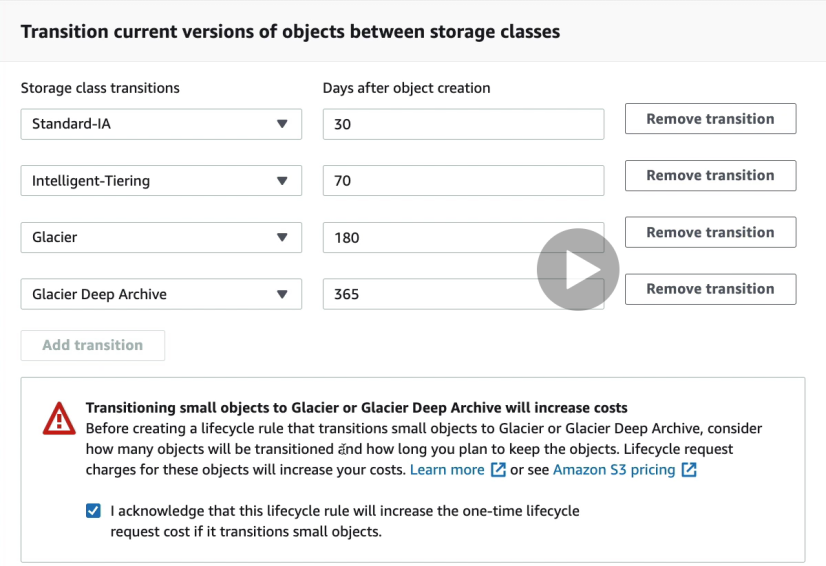 Transition current versions of objects between storage classes
Storage class transitions
Days after object creation
Standard-IA
30
Remove transition
Intelligent-Tiering
70
Remove transition
Glacier
180
Remove transition
Glacier Deep Archive
365
Remove transition
Add transition
Transitioning small objects to Glacier or Glacier Deep Archive will increase costs
Before creating a lifecycle rule that transitions small objects to Glacier or Glacier Deep Archive, consider
how many objects will be transitioned and how long you plan to keep the objects. Lifecycle request
charges for these objects will increase your costs. Learn more or see Amazon S3 pricing
I acknowledge that this lifecycle rule will increase the one-time lifecycle
request cost if it transitions small objects.